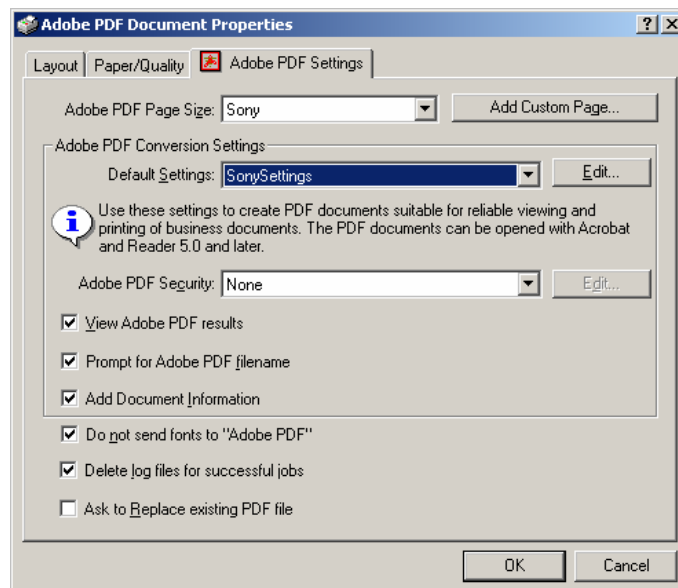 Adobe PDF Document Properties
Layout Paper/Quality Adobe PDF Settings
Adobe PDF Page Size: Sony Add Custom Page...
Adobe PDF Conversion Settings
Default Settings: SonySettings Edit...
Use these settings to create PDF documents suitable for reliable viewing and
printing of business documents. The PDF documents can be opened with Acrobat
and Reader 5.0 and later.
Adobe PDF Security: None Edit...
View Adobe PDF results
Prompt for Adobe PDF filename
Add Document Information
Do not send fonts to "Adobe PDF"
Delete log files for successful jobs
Ask to Replace existing PDF file
OK Cancel